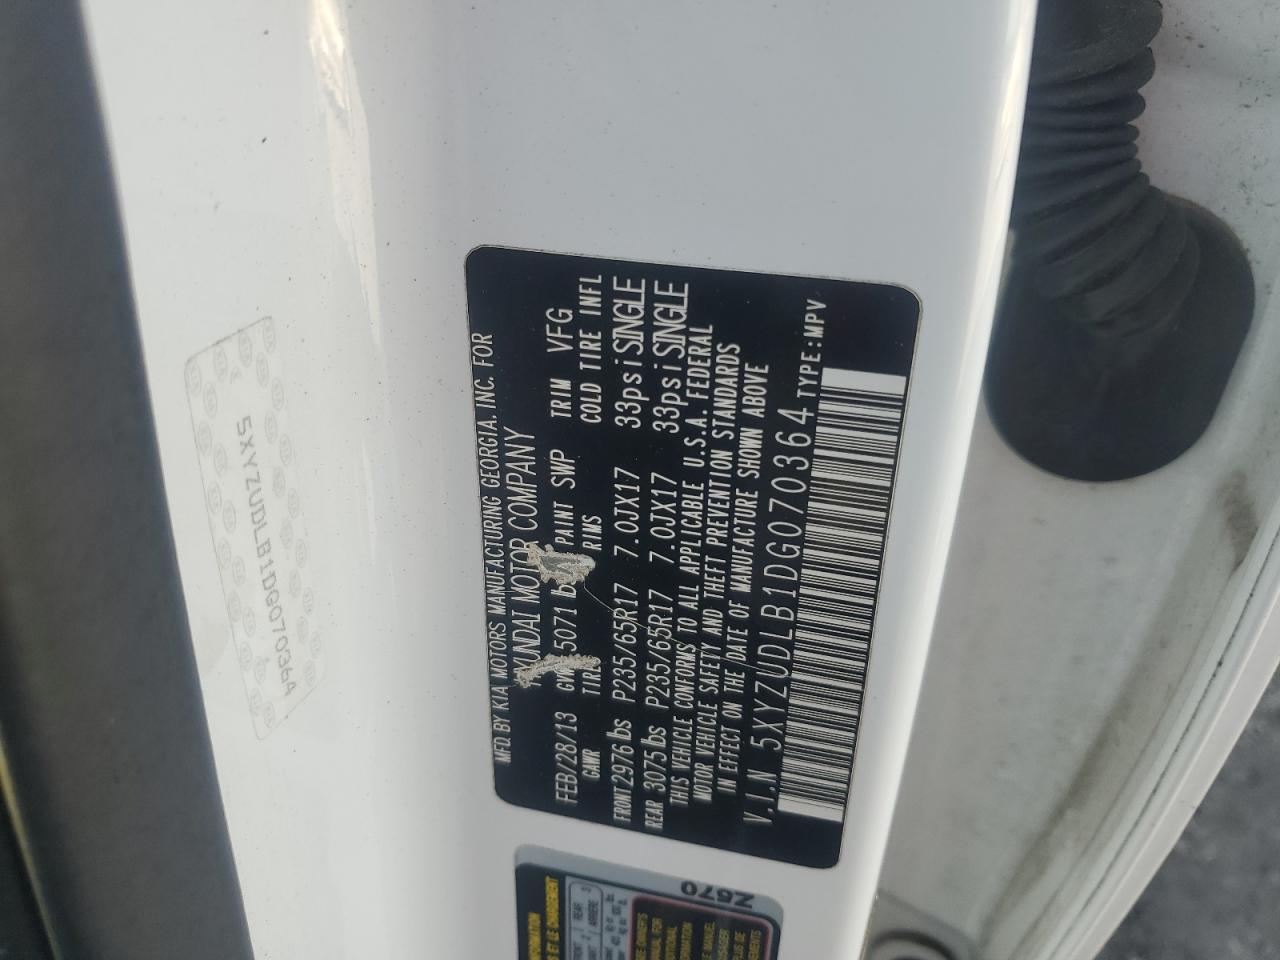 MFD. BY KIA MOTORS MANUFACTURING GEORGIA, INC. FOR
HYUNDAI MOTOR COMPANY
FEB/28/13 GVWR 5071 lbs PAINT SWP TRIM VFG
GAWR TIRES RIMS COLD TIRE INFL
FRONT 2976 lbs P235/65R17 7.0JX17 33psi SINGLE
REAR 3075 lbs P235/65R17 7.0JX17 33psi SINGLE
THIS VEHICLE CONFORMS TO ALL APPLICABLE U.S.A. FEDERAL
MOTOR VEHICLE SAFETY AND THEFT PREVENTION STANDARDS
IN EFFECT ON THE DATE OF MANUFACTURE SHOWN ABOVE
V.I.N 5XYZUDLB1DG070364 TYPE:MPV
5XYZUDLB1DG070364
Z670